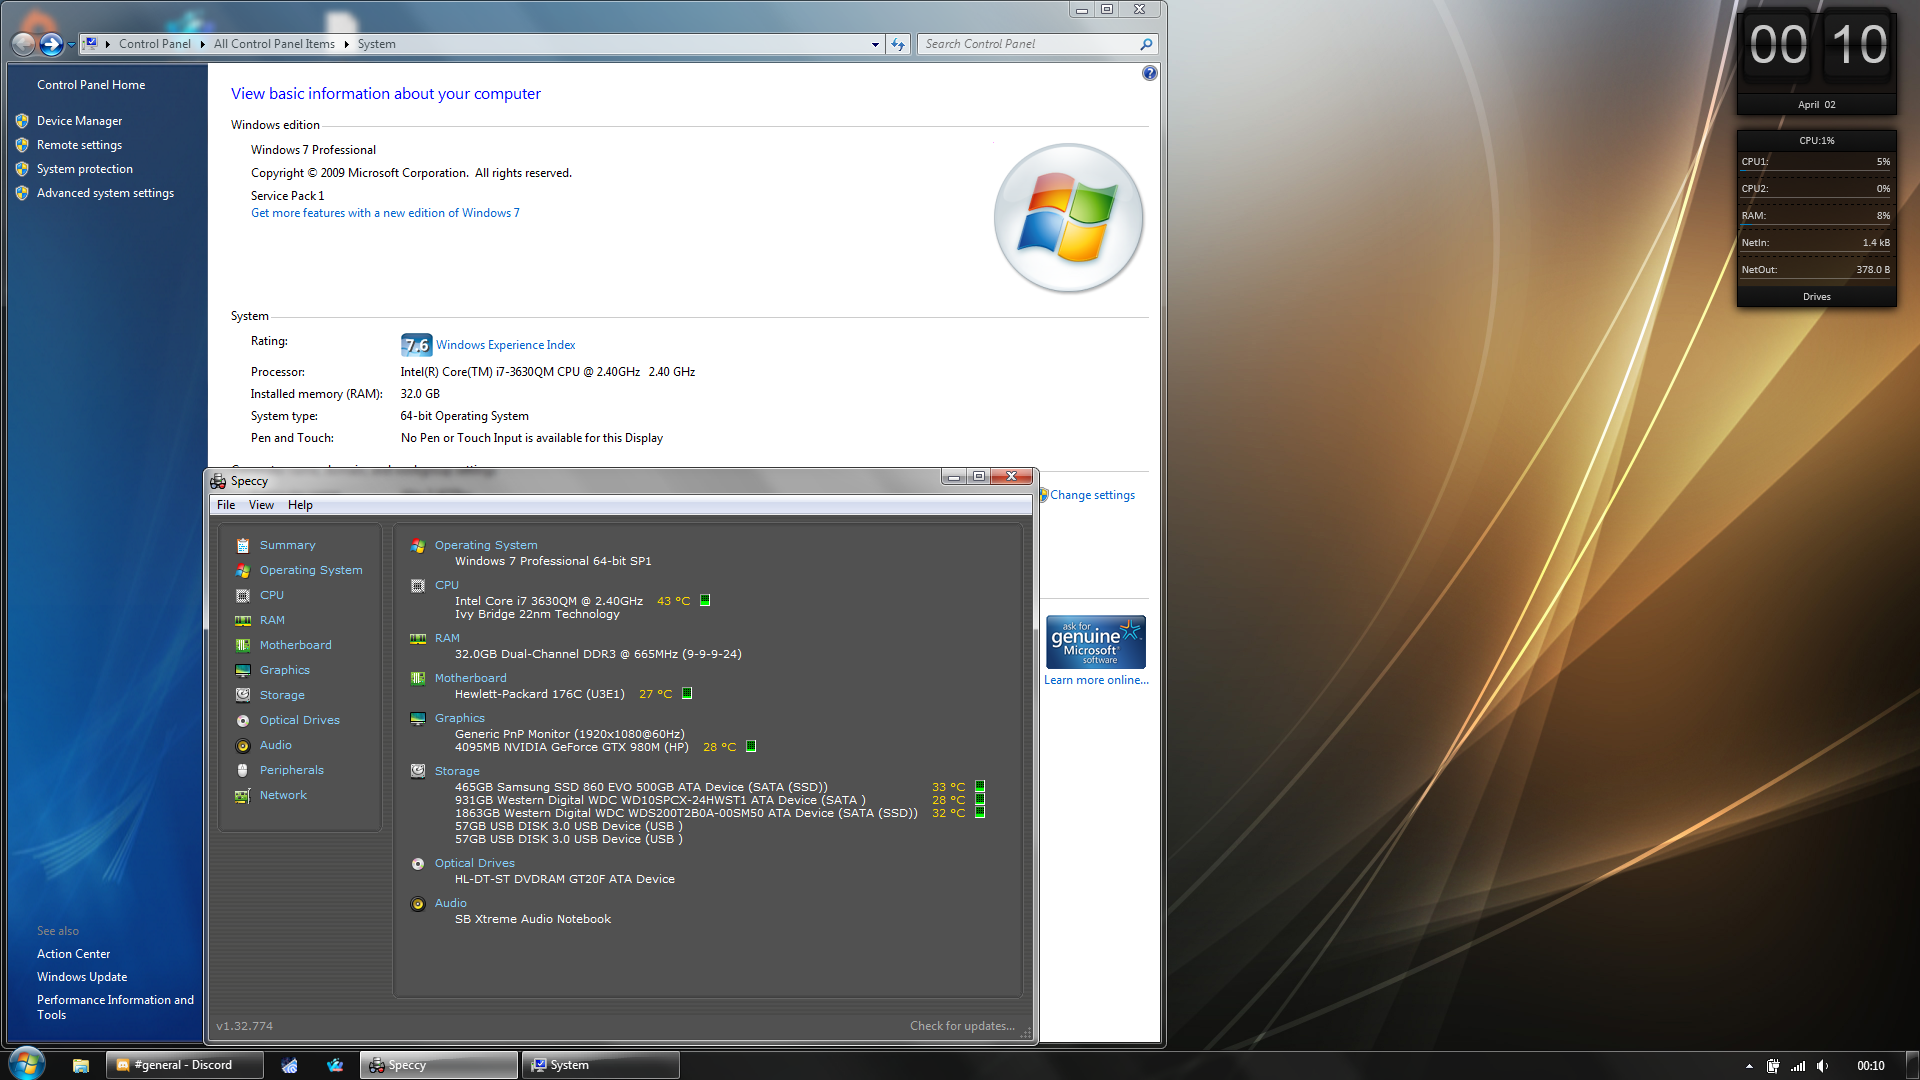 Control Panel
All Control Panel Items
System
Search Control Panel
Control Panel Home
Device Manager
Remote settings
System protection
Advanced system settings
See also
Action Center
Windows Update
Performance Information and
Tools
View basic information about your computer
Windows edition
Windows 7 Professional
Copyright © 2009 Microsoft Corporation. All rights reserved.
Service Pack 1
Get more features with a new edition of Windows 7
System
Rating:
7.6 Windows Experience Index
Processor:
Intel(R) Core(TM) i7-3630QM CPU @ 2.40GHz 2.40 GHz
Installed memory (RAM):
32.0 GB
System type:
64-bit Operating System
Pen and Touch:
No Pen or Touch Input is available for this Display
Change settings
ask for
genuine
Microsoft
software
Learn more online...
Speccy
File View Help
Summary
Operating System
CPU
RAM
Motherboard
Graphics
Storage
Optical Drives
Audio
Peripherals
Network
Operating System
Windows 7 Professional 64-bit SP1
CPU
Intel Core i7 3630QM @ 2.40GHz 43 °C
Ivy Bridge 22nm Technology
RAM
32.0GB Dual-Channel DDR3 @ 665MHz (9-9-9-24)
Motherboard
Hewlett-Packard 176C (U3E1) 27 °C
Graphics
Generic PnP Monitor (1920x1080@60Hz)
4095MB NVIDIA GeForce GTX 980M (HP) 28 °C
Storage
465GB Samsung SSD 860 EVO 500GB ATA Device (SATA (SSD)) 33 °C
931GB Western Digital WDC WD10SPCX-24HWST1 ATA Device (SATA ) 28 °C
1863GB Western Digital WDC WDS200T2B0A-00SM50 ATA Device (SATA (SSD)) 32 °C
57GB USB DISK 3.0 USB Device (USB )
57GB USB DISK 3.0 USB Device (USB )
Optical Drives
HL-DT-ST DVDRAM GT20F ATA Device
Audio
SB Xtreme Audio Notebook
v1.32.774
Check for updates...
00 10
April 02
CPU:1%
CPU1: 5%
CPU2: 0%
RAM: 8%
NetIn: 1.4 kB
NetOut: 378.0 B
Drives
#general - Discord
Speccy
System
00:10